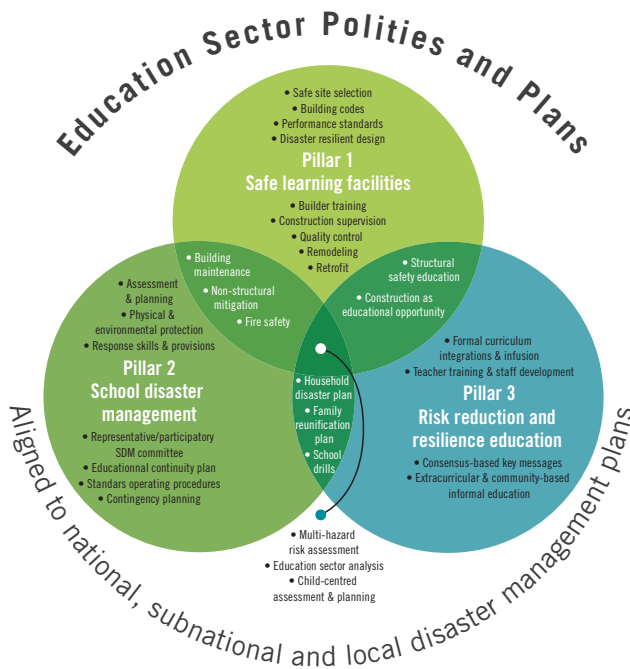 Education Sector Polities and Plans
• Safe site selection
• Building codes
• Performance standards
• Disaster resilient design
Pillar 1
Safe learning facilities
• Builder training
• Construction supervision
• Quality control
• Remodeling
• Retrofit
• Building
maintenance
• Non-structural
mitigation
• Fire safety
• Structural
safety education
• Construction as
educational opportunity
• Assessment
& planning
• Physical &
environmental protection
• Response skills & provisions
Pillar 2
School disaster
management
• Representative/participatory
SDM committee
• Educationnal continuity plan
• Standars operating procedures
• Contingency planning
• Household
disaster plan
• Family
reunification
plan
• School
drills
• Formal curriculum
integrations & infusion
• Teacher training & staff development
Pillar 3
Risk reduction and
resilience education
• Consensus-based key messages
• Extracurricular & community-based
informal education
• Multi-hazard
risk assessment
• Education sector analysis
• Child-centred
assessment & planning
Aligned to national, subnational and local disaster management plans